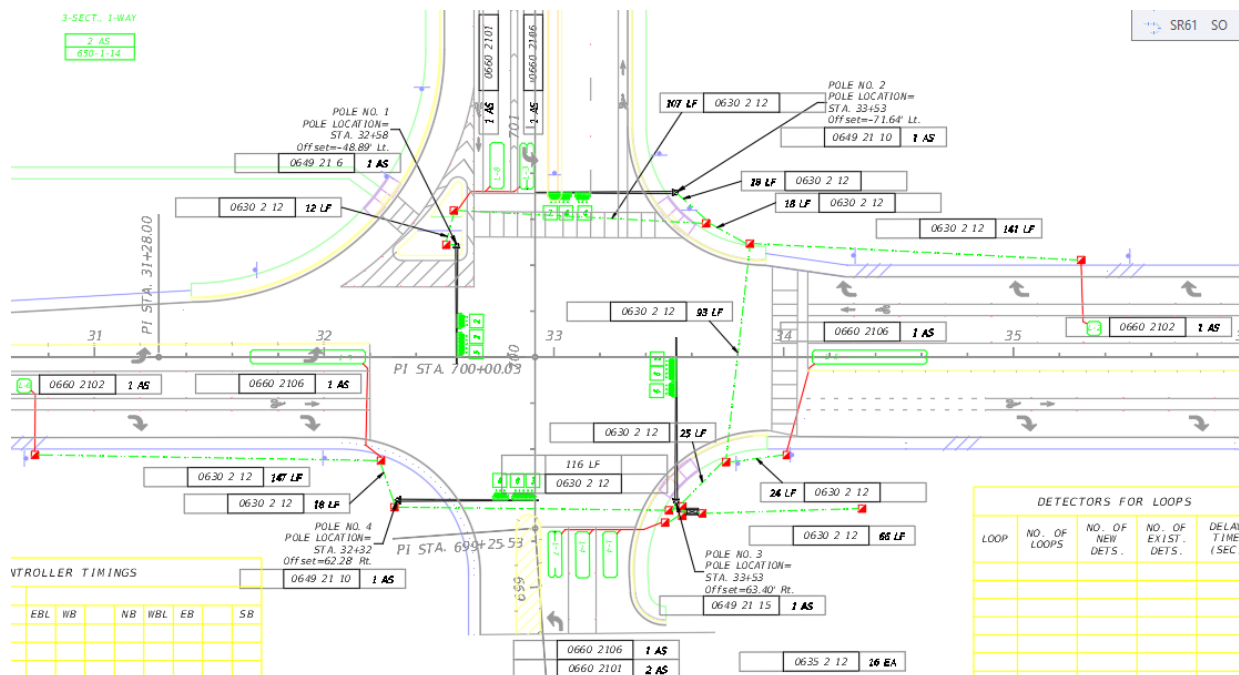 3-SECT., 1-WAY
2 AS
650-1-14
SR61 SO
0660 2101
1 AS
0660 2106
1 AS
701
POLE NO. 1
POLE LOCATION=
STA. 32+58
Offset=-48.89' Lt.
0649 21 6 1 AS
107 LF 0630 2 12
POLE NO. 2
POLE LOCATION=
STA. 33+53
Offset=-71.64' Lt.
0649 21 10 1 AS
0630 2 12 12 LF
0630 2 12
18 LF 0630 2 12
0630 2 12 141 LF
PI STA. 31+28.00
0630 2 12 93 LF
0660 2106 1 AS
0660 2102 1 AS
31
32
33
34
35
PI STA. 700+00.03
700
0660 2102 1 AS
0660 2106 1 AS
0630 2 12 25 LF
116 LF
0630 2 12
0630 2 12 147 LF
0630 2 12 18 LF
24 LF 0630 2 12
0630 2 12 66 LF
POLE NO. 4
POLE LOCATION=
STA. 32+32
Offset=62.28' Rt.
0649 21 10 1 AS
PI STA. 699+25.53
699
POLE NO. 3
POLE LOCATION=
STA. 33+53
Offset=63.40' Rt.
0649 21 15 1 AS
NTROLLER TIMINGS
EBL WB NB WBL EB SB
DETECTORS FOR LOOPS
LOOP
NO. OF
LOOPS
NO. OF
NEW
DETS.
NO. OF
EXIST.
DETS.
DELAY
TIME
(SEC.
0660 2106 1 AS
0660 2101 2 AS
0635 2 12 16 EA